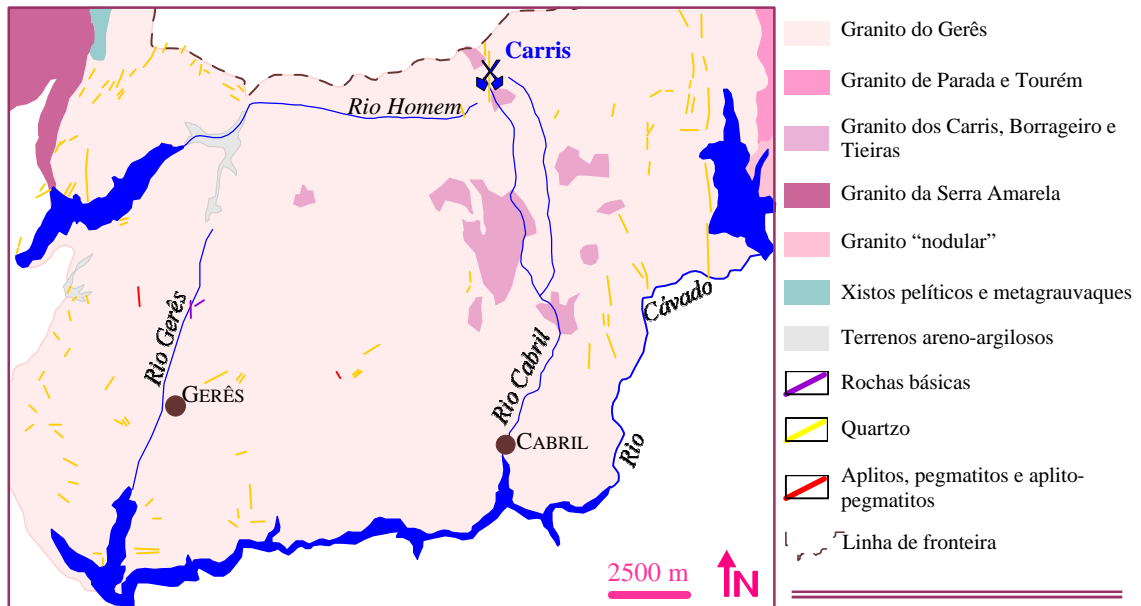 Carris
Rio Homem
Rio Gerês
GERÊS
Rio Cabril
CABRIL
Rio
Cávado
2500 m
N
Granito do Gerês
Granito de Parada e Tourém
Granito dos Carris, Borrageiro e
Tieiras
Granito da Serra Amarela
Granito “nodular”
Xistos pelíticos e metagrauvaques
Terrenos areno-argilosos
Rochas básicas
Quartzo
Aplitos, pegmatitos e aplito-
pegmatitos
Linha de fronteira